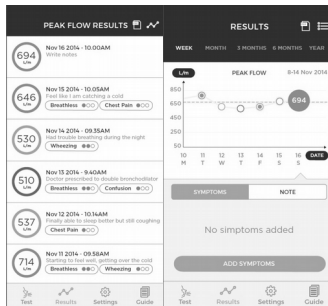 PEAK FLOW RESULTS
694
L/m
Nov 16 2014 - 10.00AM
Write notes
646
L/m
Nov 15 2014 - 10.05AM
Feel like I am catching a cold
Breathless
Chest Pain
530
L/m
Nov 14 2014 - 09.35AM
Had trouble breathing during the night
Wheezing
510
L/m
Nov 13 2014 - 9.40AM
Doctor prescribed to double bronchodilator
Breathless
Confusion
537
L/m
Nov 12 2014 - 10.14AM
Finally able to sleep better but still coughing
Chest Pain
714
L/m
Nov 11 2014 - 09.58AM
Starting to feel well, getting over the cold
Breathless
Wheezing
Test Results Settings Guide
RESULTS
WEEK MONTH 3 MONTHS 6 MONTHS YEAR
L/m PEAK FLOW 8-14 Nov 2014
850
650
450
250
50
694
10 11 12 13 14 15 16 DATE
M T W T F S S
SYMPTOMS NOTE
No symptoms added
ADD SYMPTOMS
Test Results Settings Guide